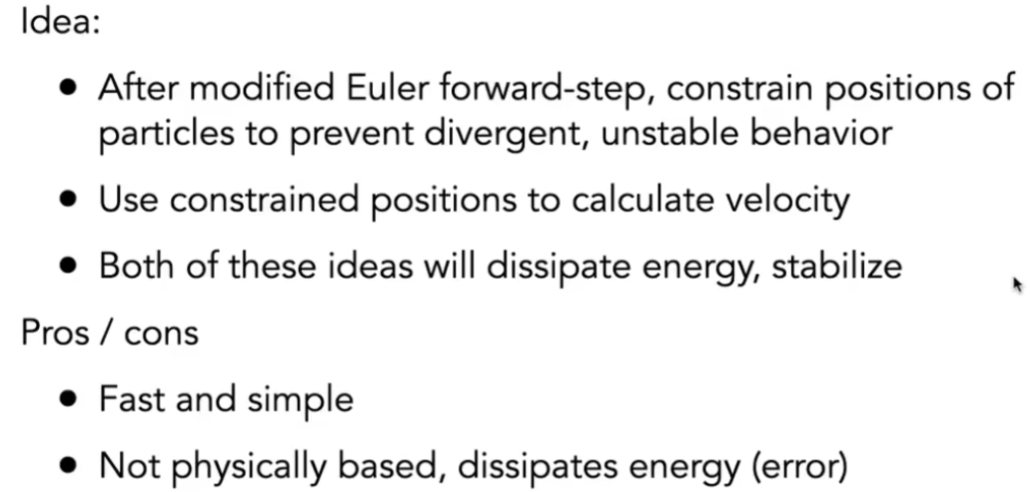 Idea:
● After modified Euler forward-step, constrain positions of
particles to prevent divergent, unstable behavior
● Use constrained positions to calculate velocity
● Both of these ideas will dissipate energy, stabilize
Pros / cons
● Fast and simple
● Not physically based, dissipates energy (error)